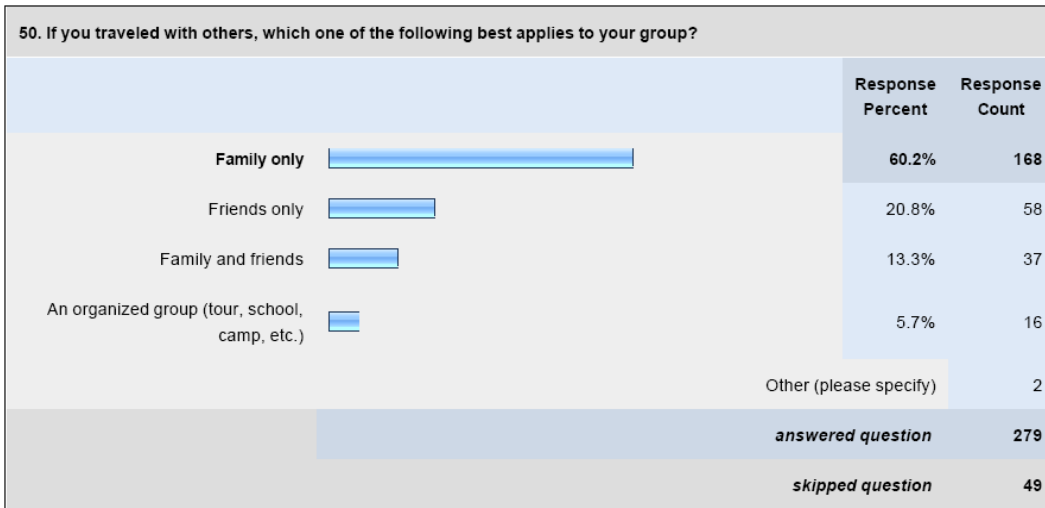 50. If you traveled with others, which one of the following best applies to your group?
Response Percent Response Count
Family only 60.2% 168
Friends only 20.8% 58
Family and friends 13.3% 37
An organized group (tour, school,
camp, etc.) 5.7% 16
Other (please specify) 2
answered question 279
skipped question 49